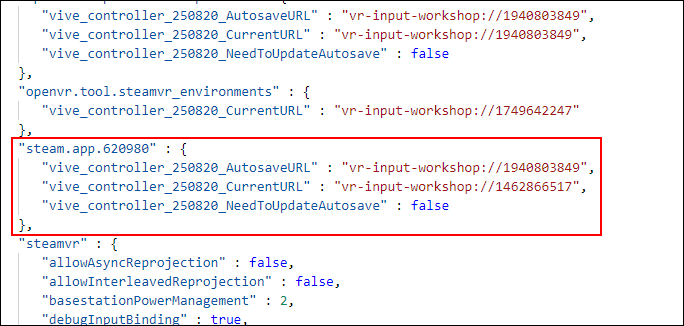 "vive_controller_250820_AutosaveURL" : "vr-input-workshop://1940803849",
"vive_controller_250820_CurrentURL" : "vr-input-workshop://1940803849",
"vive_controller_250820_NeedToUpdateAutosave" : false
},
"openvr.tool.steamvr_environments" : {
"vive_controller_250820_CurrentURL" : "vr-input-workshop://1749642247"
},
"steam.app.620980" : {
"vive_controller_250820_AutosaveURL" : "vr-input-workshop://1940803849",
"vive_controller_250820_CurrentURL" : "vr-input-workshop://1462866517",
"vive_controller_250820_NeedToUpdateAutosave" : false
},
"steamvr" : {
"allowAsyncReprojection" : false,
"allowInterleavedReprojection" : false,
"basestationPowerManagement" : 2,
"debugInputBinding" : true,